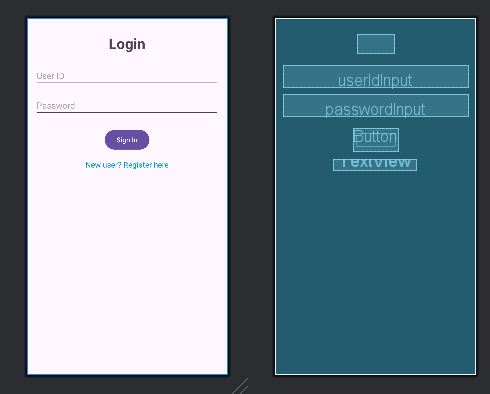 Login
User ID
Password
Sign In
New user? Register here
userIdInput
passwordInput
Button
TextView